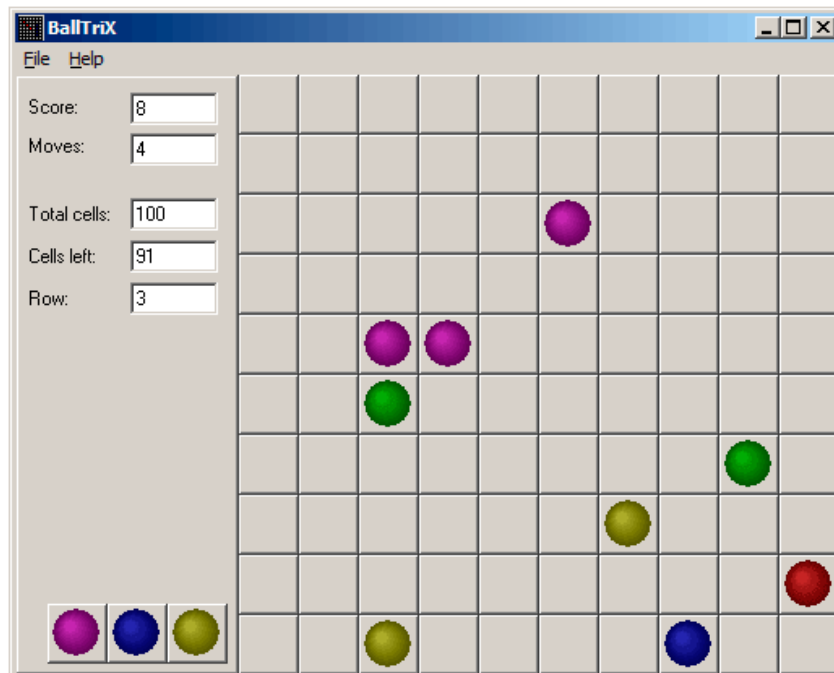 BallTriX
File Help
Score: 8
Moves: 4
Total cells: 100
Cells left: 91
Row: 3